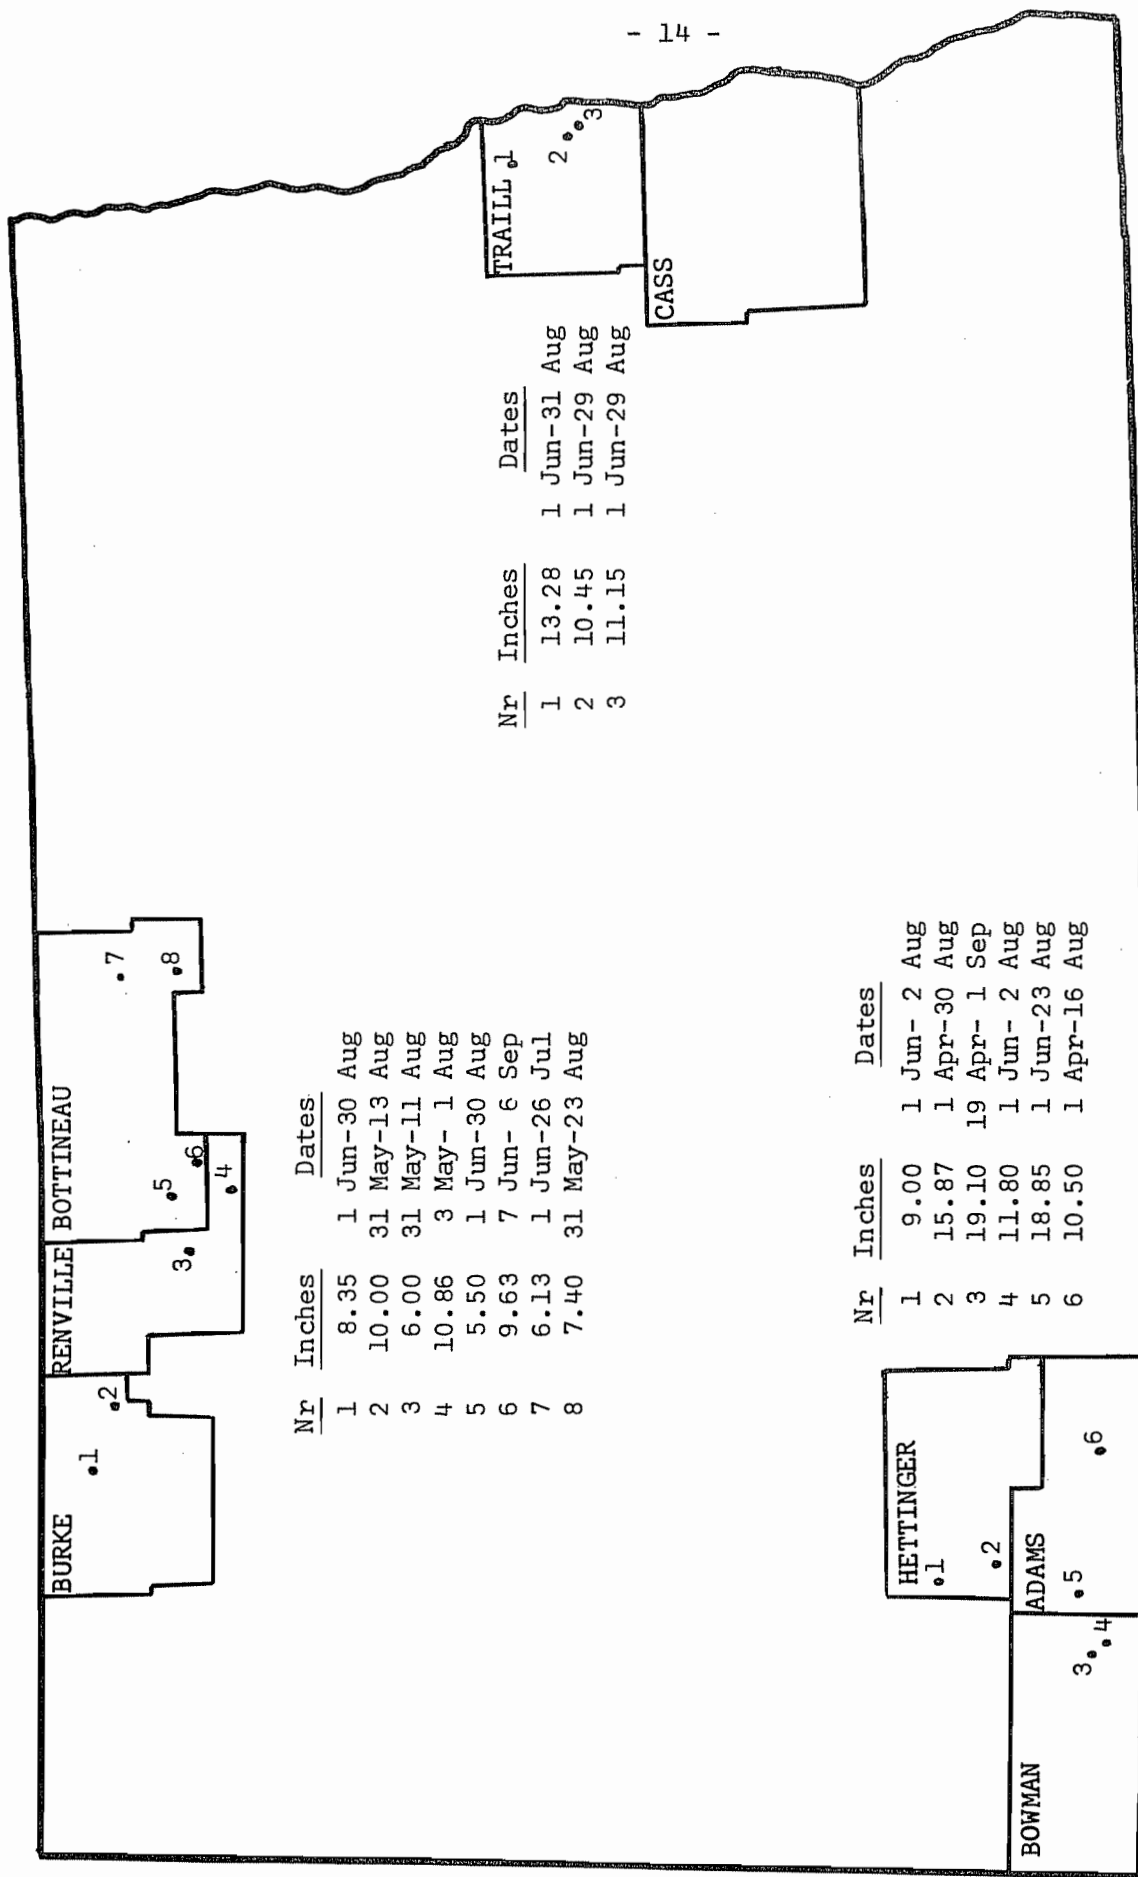 - 14 -
BURKE
RENVILLE
BOTTINEAU
1
2
3
4
5
6
7
8
Nr Inches Dates
1 8.35 1 Jun-30 Aug
2 10.00 31 May-13 Aug
3 6.00 31 May-11 Aug
4 10.86 3 May- 1 Aug
5 5.50 1 Jun-30 Aug
6 9.63 7 Jun- 6 Sep
7 6.13 1 Jun-26 Jul
8 7.40 31 May-23 Aug
TRAILL
1
2
3
CASS
Nr Inches Dates
1 13.28 1 Jun-31 Aug
2 10.45 1 Jun-29 Aug
3 11.15 1 Jun-29 Aug
HETTINGER
1
2
ADAMS
5
6
BOWMAN
3
4
Nr Inches Dates
1 9.00 1 Jun- 2 Aug
2 15.87 1 Apr-30 Aug
3 19.10 19 Apr- 1 Sep
4 11.80 1 Jun- 2 Aug
5 18.85 1 Jun-23 Aug
6 10.50 1 Apr-16 Aug